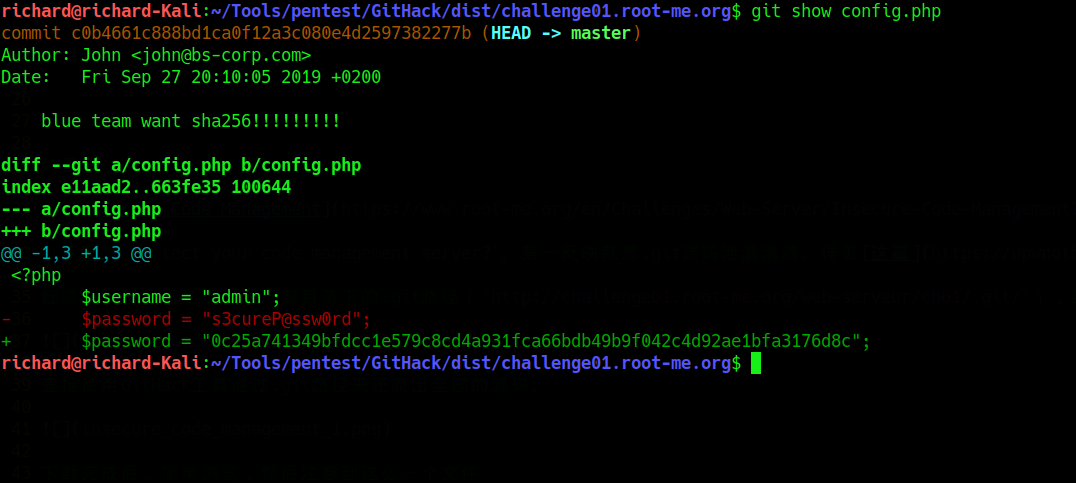 richard@richard-Kali:~/Tools/pentest/GitHack/dist/challenge01.root-me.org$ git show config.php
commit c0b4661c888bd1ca0f12a3c080e4d2597382277b (HEAD -> master)
Author: John <john@bs-corp.com>
Date:   Fri Sep 27 20:10:05 2019 +0200
    blue team want sha256!!!!!!!!!
diff --git a/config.php b/config.php
index e11aad2..663fe35 100644
--- a/config.php
+++ b/config.php
@@ -1,3 +1,3 @@
 <?php
        $username = "admin";
-       $password = "s3cureP@ssw0rd";
+       $password = "0c25a741349bfdcc1e579c8cd4a931fca66bdb49b9f042c4d92ae1bfa3176d8c";
richard@richard-Kali:~/Tools/pentest/GitHack/dist/challenge01.root-me.org$